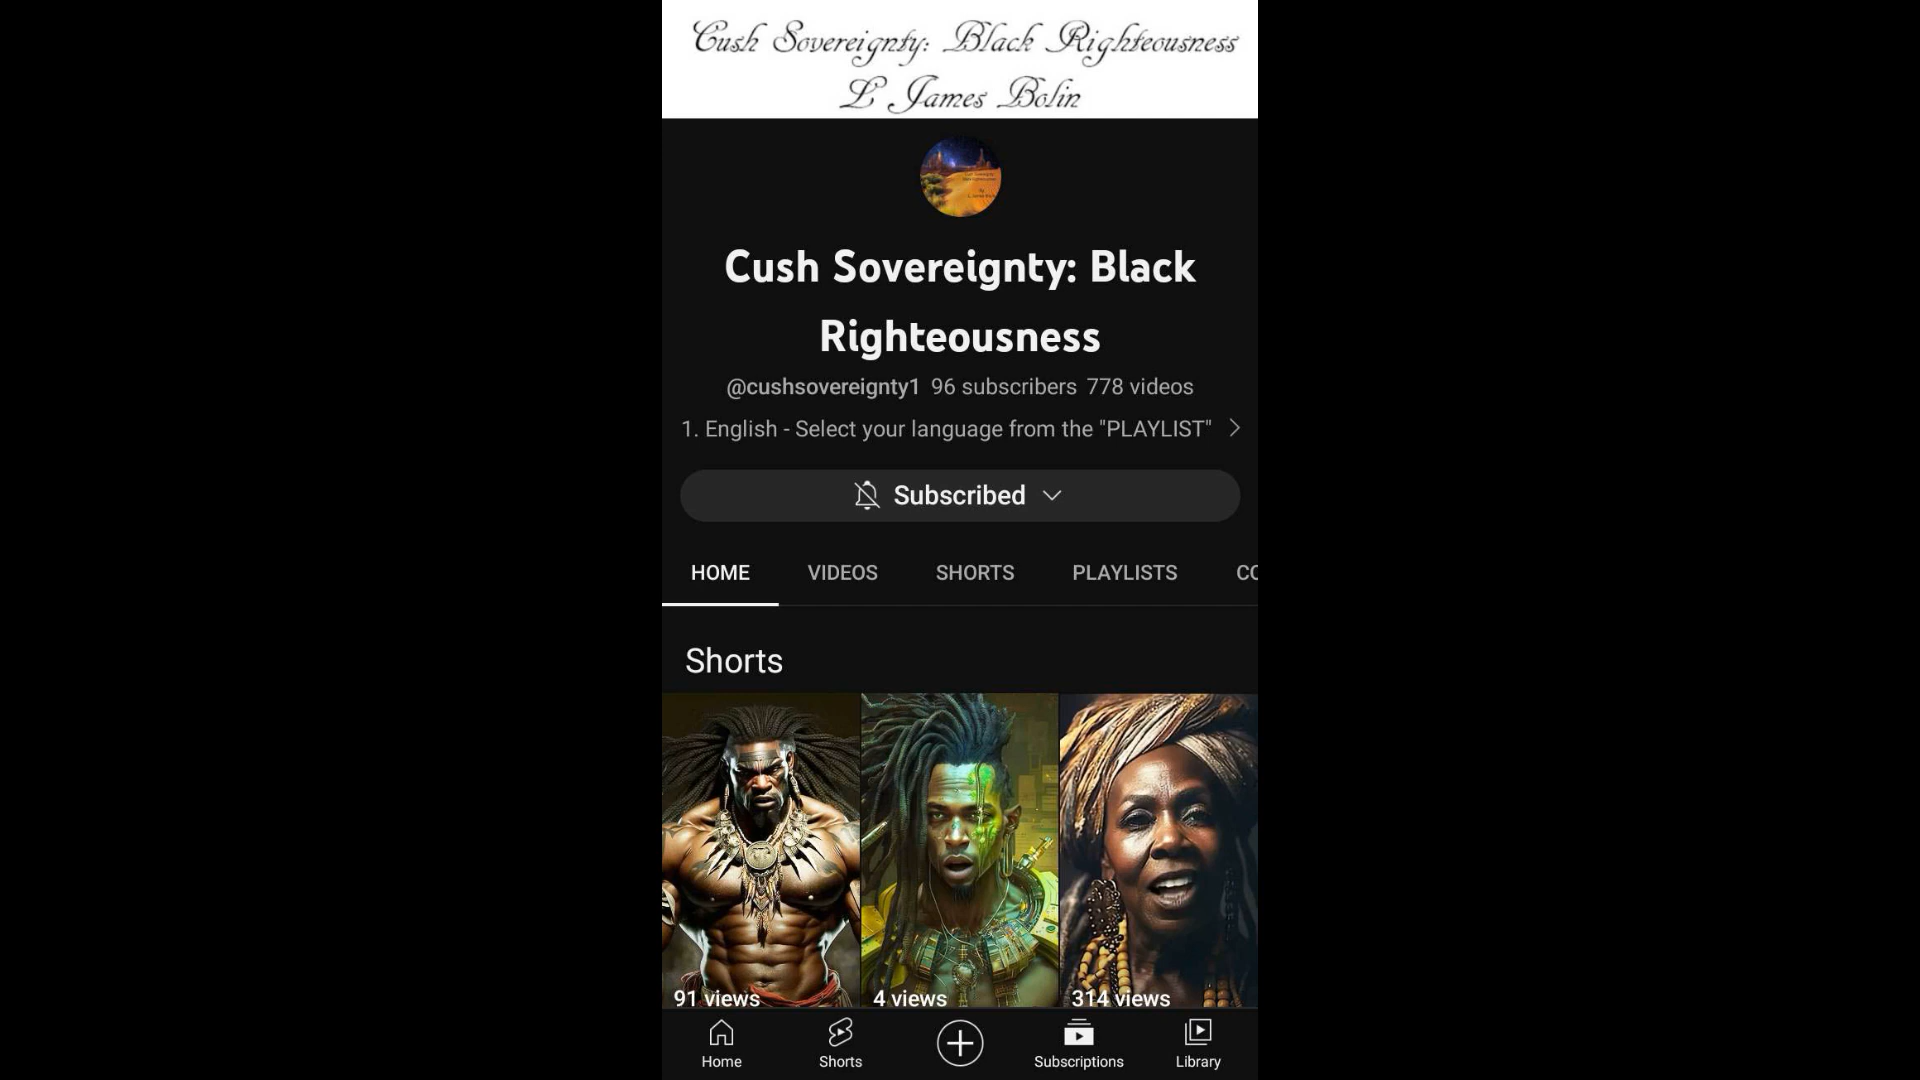 Cush Sovereignty: Black Righteousness
L James Bolin
Cush Sovereignty: Black
Righteousness
@cushsovereignty1 96 subscribers 778 videos
1. English - Select your language from the "PLAYLIST"
Subscribed
HOME VIDEOS SHORTS PLAYLISTS CO
Shorts
91 views 4 views 314 views
Home Shorts Subscriptions Library